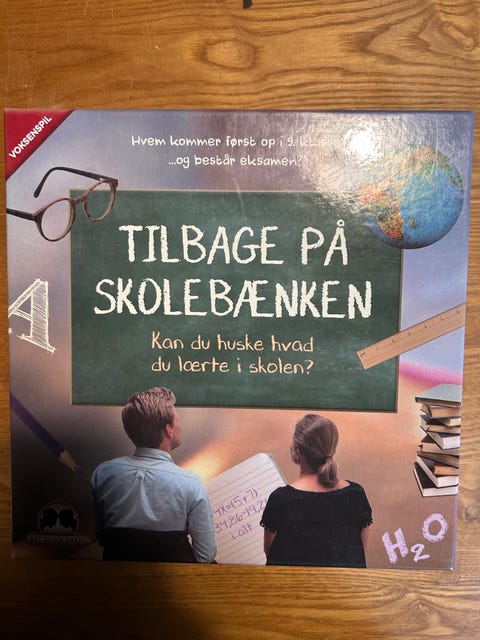 VOKSENSPIL
Hvem kommer først op i 9. klasse
...og består eksamen?
TILBAGE PÅ
SKOLEBÆNKEN
Kan du huske hvad
du lærte i skolen?
A
i alt
H₂O